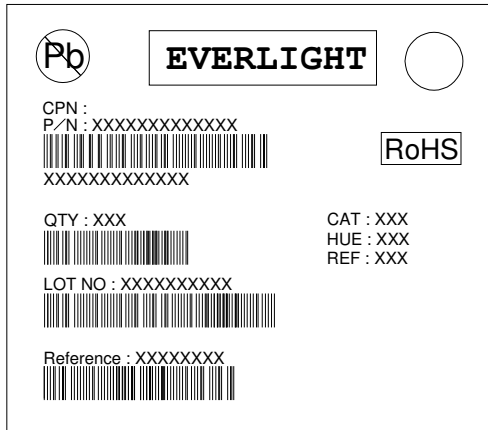 Pb
EVERLIGHT
CPN :
P/N : XXXXXXXXXXXXX
RoHS
XXXXXXXXXXXXX
QTY : XXX
CAT : XXX
HUE : XXX
REF : XXX
LOT NO : XXXXXXXXXX
Reference : XXXXXXXX